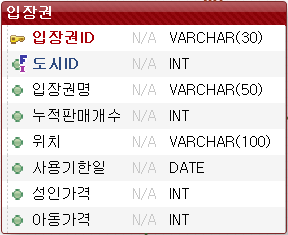 입장권
입장권ID N/A VARCHAR(30)
도시ID N/A INT
입장권명 N/A VARCHAR(50)
누적판매개수 N/A INT
위치 N/A VARCHAR(100)
사용기한일 N/A DATE
성인가격 N/A INT
아동가격 N/A INT